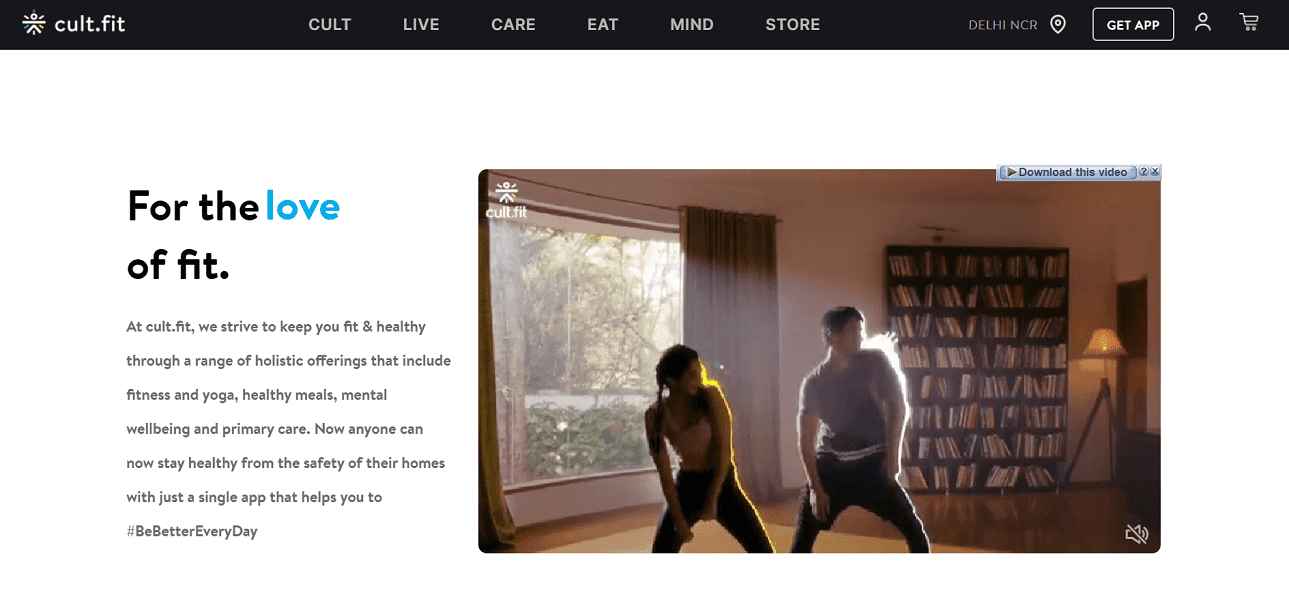 cult.fit
CULT LIVE CARE EAT MIND STORE
DELHI NCR
GET APP
For the love
of fit.
At cult.fit, we strive to keep you fit & healthy
through a range of holistic offerings that include
fitness and yoga, healthy meals, mental
wellbeing and primary care. Now anyone can
now stay healthy from the safety of their homes
with just a single app that helps you to
#BeBetterEveryDay
Download this video ? X
cult.fit